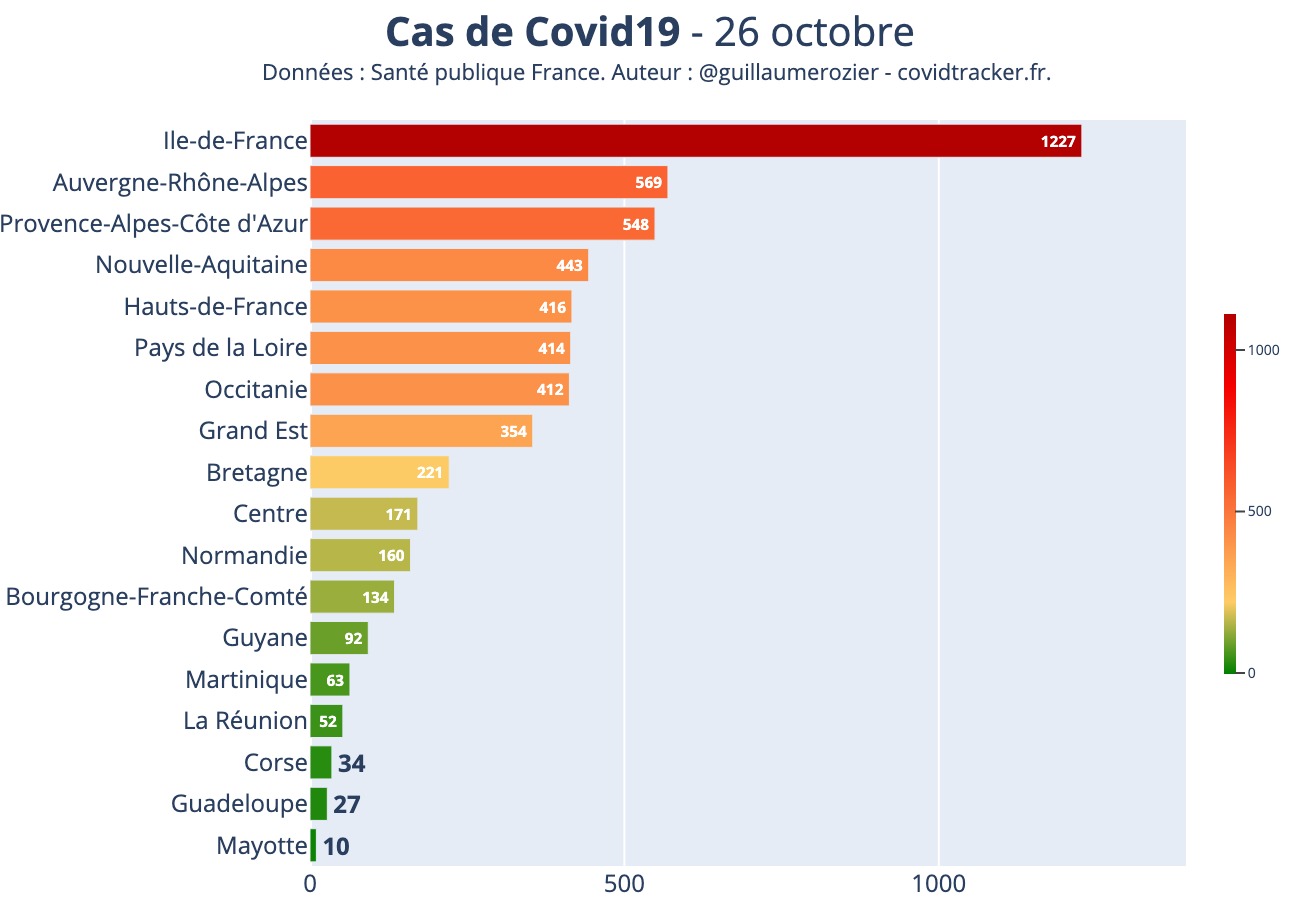 Cas de Covid19 - 26 octobre
Données : Santé publique France. Auteur : @guillaumerozier - covidtracker.fr.
Ile-de-France 1227
Auvergne-Rhône-Alpes 569
Provence-Alpes-Côte d'Azur 548
Nouvelle-Aquitaine 443
Hauts-de-France 416
Pays de la Loire 414
Occitanie 412
Grand Est 354
Bretagne 221
Centre 171
Normandie 160
Bourgogne-Franche-Comté 134
Guyane 92
Martinique 63
La Réunion 52
Corse 34
Guadeloupe 27
Mayotte 10
0 500 1000
1000
500
0